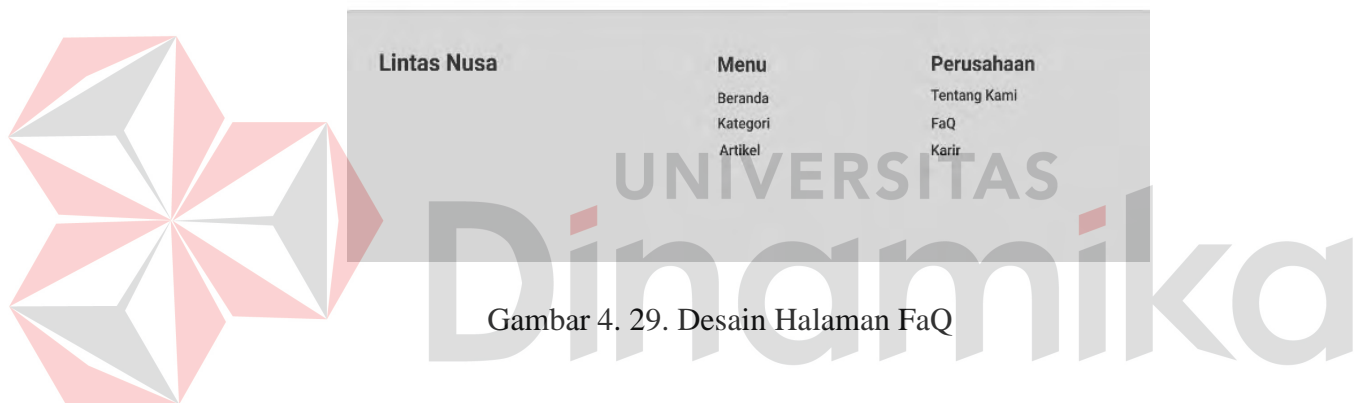 Lintas Nusa
Menu
Beranda
Kategori
Artikel
Perusahaan
Tentang Kami
FaQ
Karir
UNIVERSITAS
Dinamika
Gambar 4. 29. Desain Halaman FaQ